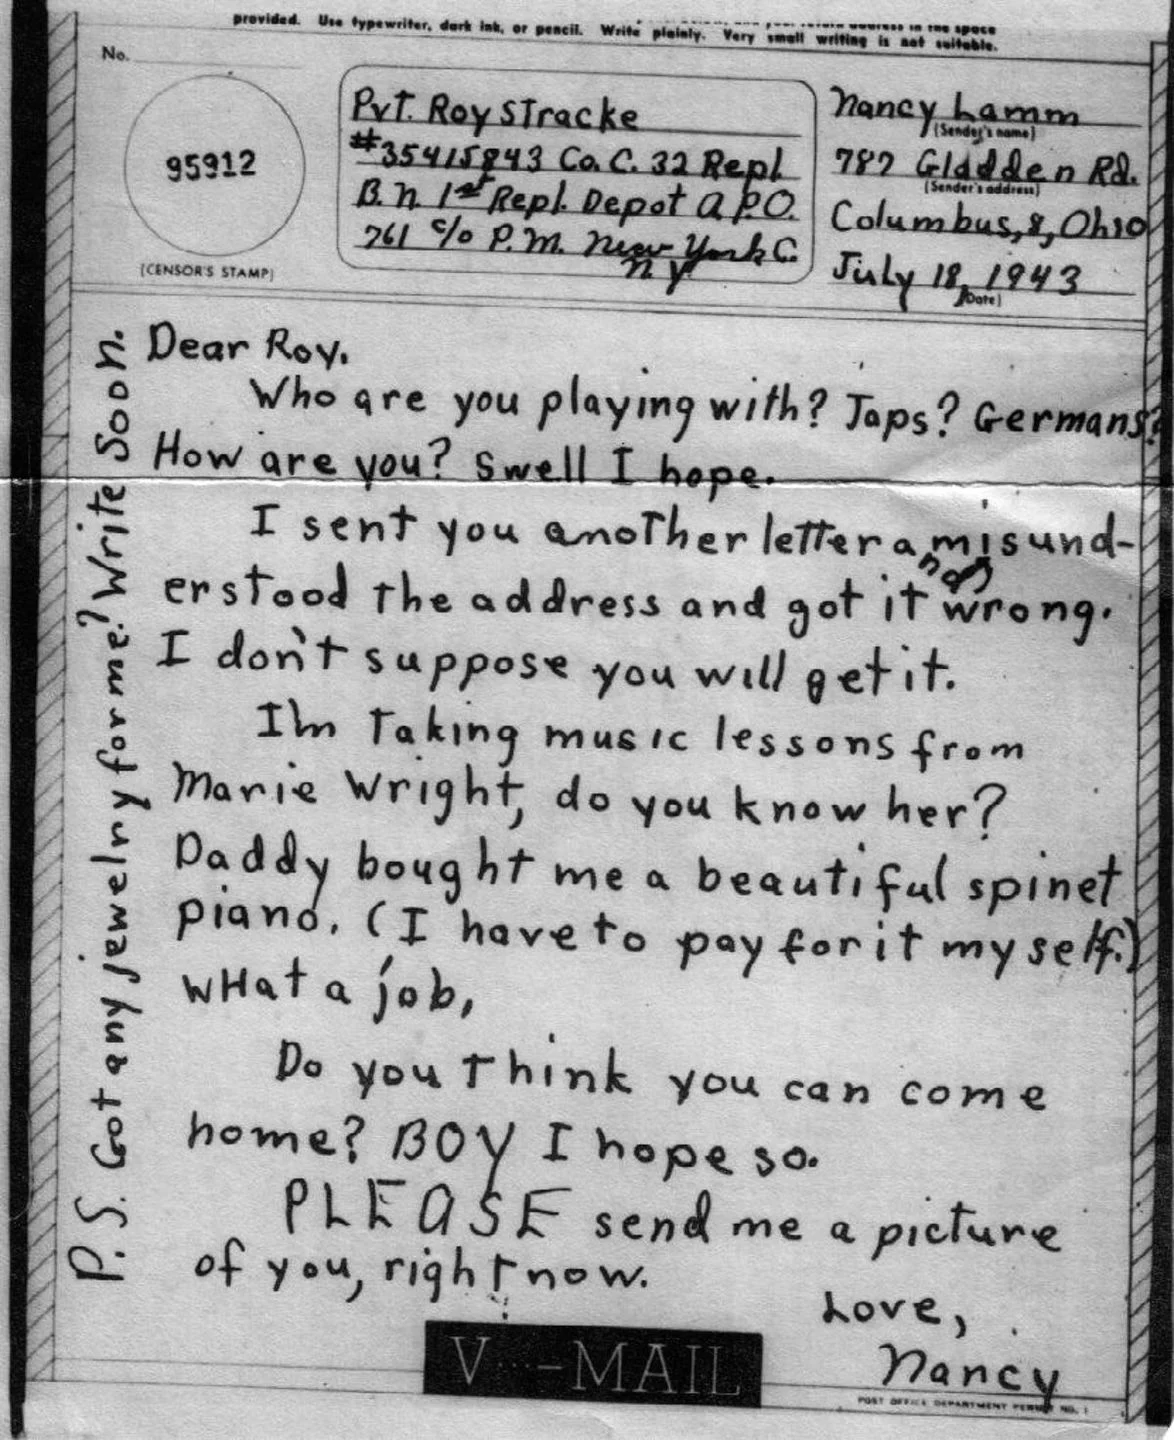 provided. Use typewriter, dark ink, or pencil. Write plainly. Very small writing is not suitable.
No.
95912
(CENSOR'S STAMP)
Pvt. Roy Stracke
#35415843 Co. C. 32 Repl.
B.N. 1st Repl. Depot A.P.O.
761 c/o P.M. New York C.
N.Y.
Nancy Lamm
(Sender's name)
787 Gladden Rd.
(Sender's address)
Columbus, 8, Ohio
July 18, 1943
(Date)
Dear Roy.
Who are you playing with? Japs? Germans?
How are you? Swell I hope.
I sent you another letter a misund-
erstood the address and got it wrong.
I don't suppose you will get it.
I'm Taking music lessons from
Marie Wright, do you know her?
Daddy bought me a beautiful spinet
piano. (I have to pay for it myself.)
wHat a job,
Do you Think you can come
home? BOY I hope so.
PLEASE send me a picture
of you, right now.
Love,
Nancy
P.S. Got any jewelry for me? Write Soon.
V···-MAIL
POST OFFICE DEPARTMENT PERMIT NO. 1